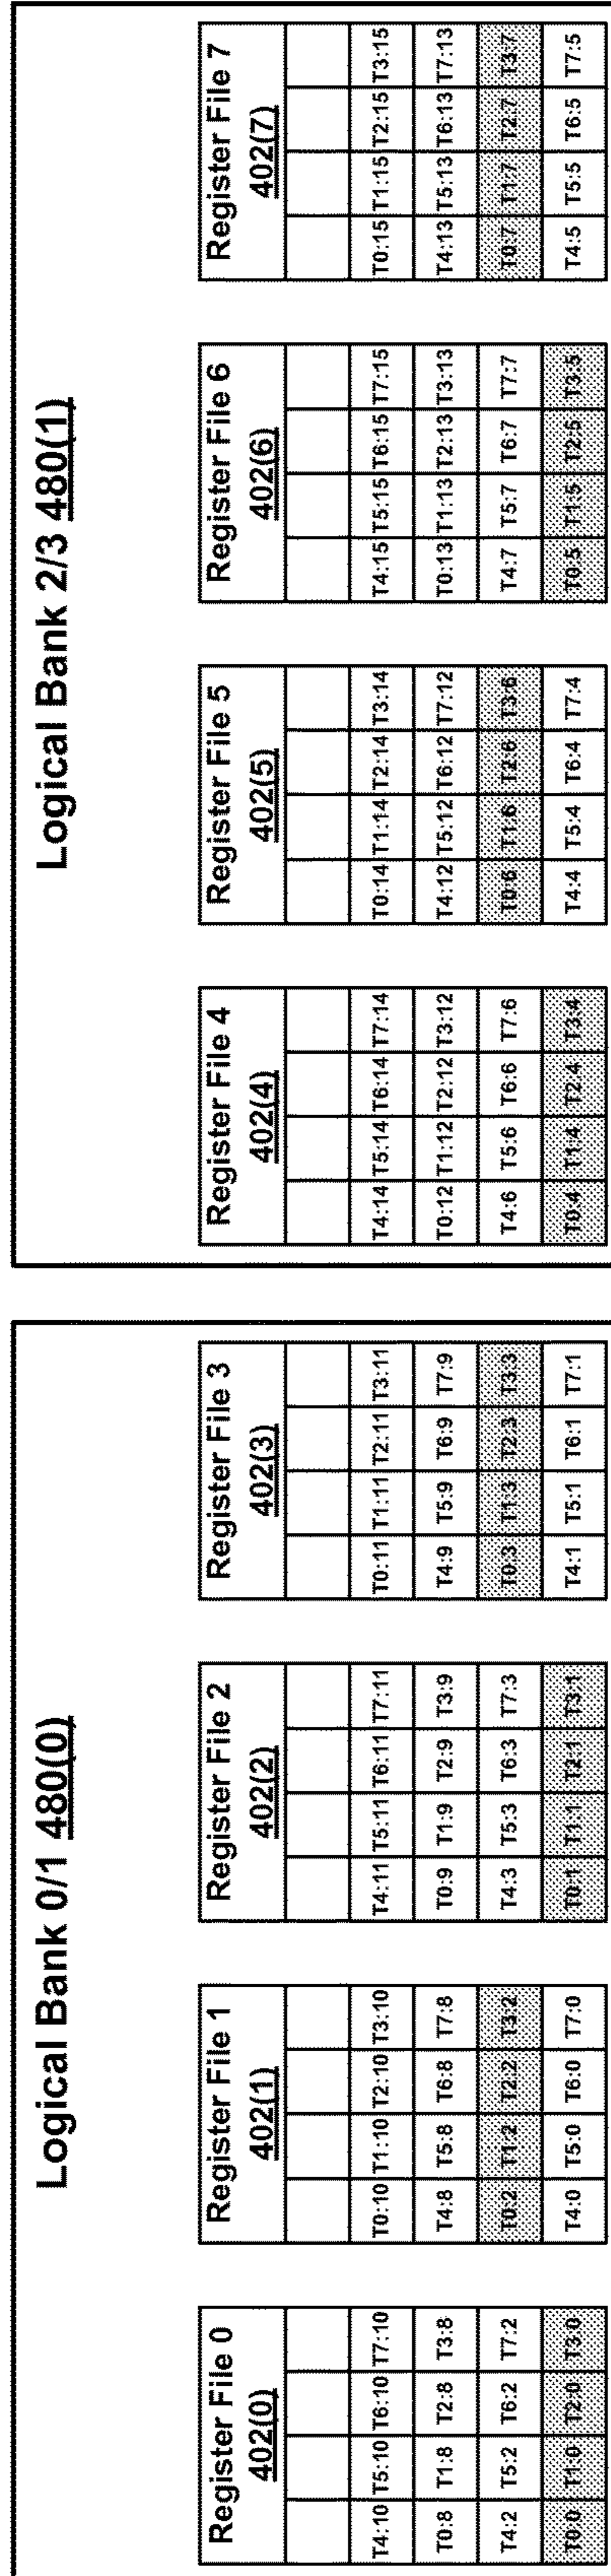 Logical Bank 0/1 480(0)
Register File 0
402(0)
T4:10 T5:10 T6:10 T7:10
T0:8 T1:8 T2:8 T3:8
T4:2 T5:2 T6:2 T7:2
T0:0 T1:0 T2:0 T3:0
Register File 1
402(1)
T0:10 T1:10 T2:10 T3:10
T4:8 T5:8 T6:8 T7:8
T0:2 T1:2 T2:2 T3:2
T4:0 T5:0 T6:0 T7:0
Register File 2
402(2)
T4:11 T5:11 T6:11 T7:11
T0:9 T1:9 T2:9 T3:9
T4:3 T5:3 T6:3 T7:3
T0:1 T1:1 T2:1 T3:1
Register File 3
402(3)
T0:11 T1:11 T2:11 T3:11
T4:9 T5:9 T6:9 T7:9
T0:3 T1:3 T2:3 T3:3
T4:1 T5:1 T6:1 T7:1
Logical Bank 2/3 480(1)
Register File 4
402(4)
T4:14 T5:14 T6:14 T7:14
T0:12 T1:12 T2:12 T3:12
T4:6 T5:6 T6:6 T7:6
T0:4 T1:4 T2:4 T3:4
Register File 5
402(5)
T0:14 T1:14 T2:14 T3:14
T4:12 T5:12 T6:12 T7:12
T0:6 T1:6 T2:6 T3:6
T4:4 T5:4 T6:4 T7:4
Register File 6
402(6)
T4:15 T5:15 T6:15 T7:15
T0:13 T1:13 T2:13 T3:13
T4:7 T5:7 T6:7 T7:7
T0:5 T1:5 T2:5 T3:5
Register File 7
402(7)
T0:15 T1:15 T2:15 T3:15
T4:13 T5:13 T6:13 T7:13
T0:7 T1:7 T2:7 T3:7
T4:5 T5:5 T6:5 T7:5